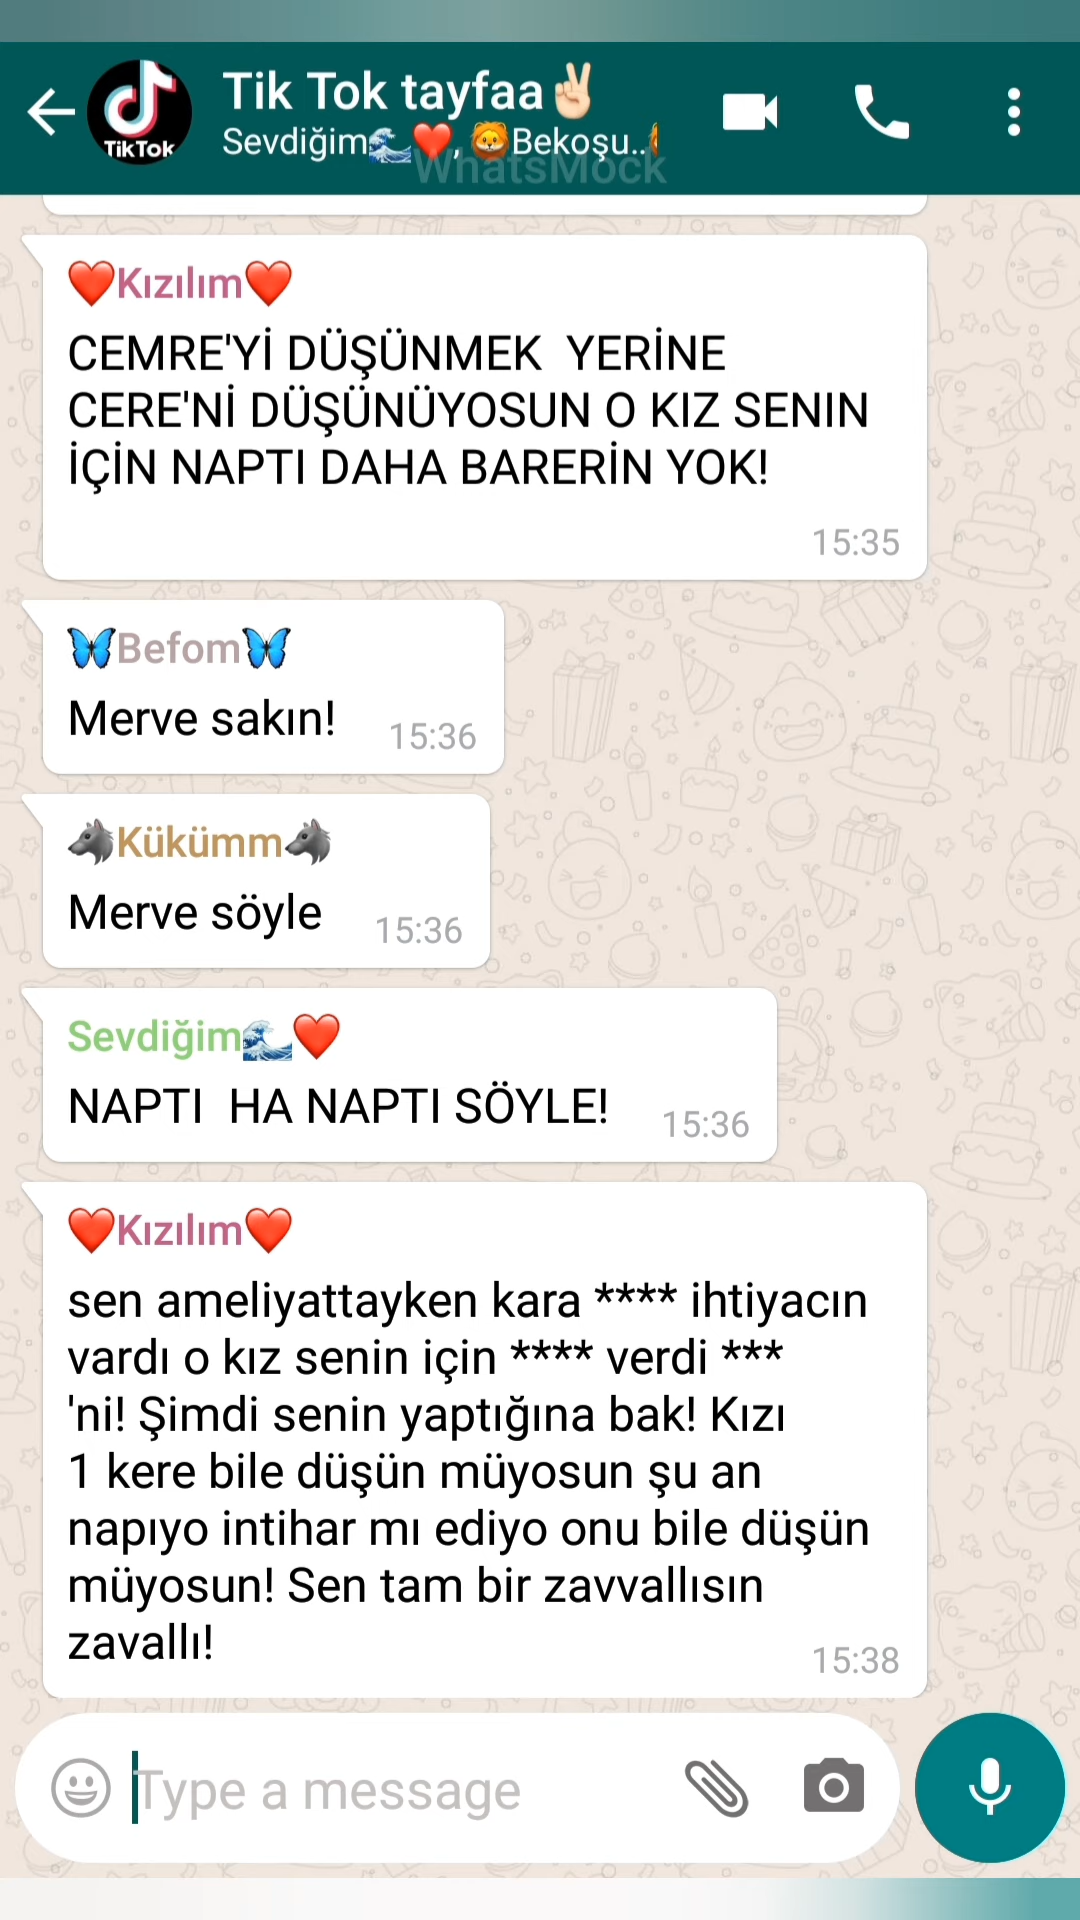 Tik Tok tayfaa✌🏻
Sevdiğim🌊❤️, 🦁Bekoşu..
WhatsMock
TikTok
❤️Kızılım❤️
CEMRE'Yİ DÜŞÜNMEK  YERİNE
CERE'Nİ DÜŞÜNÜYOSUN O KIZ SENIN
İÇİN NAPTI DAHA BARERİN YOK!
15:35
🦋Befom🦋
Merve sakın!
15:36
🐺Kükümm🐺
Merve söyle
15:36
Sevdiğim🌊❤️
NAPTI  HA NAPTI SÖYLE!
15:36
❤️Kızılım❤️
sen ameliyattayken kara **** ihtiyacın
vardı o kız senin için **** verdi ***
'ni! Şimdi senin yaptığına bak! Kızı
1 kere bile düşün müyosun şu an
napıyo intihar mı ediyo onu bile düşün
müyosun! Sen tam bir zavvallısın
zavallı!
15:38
Type a message